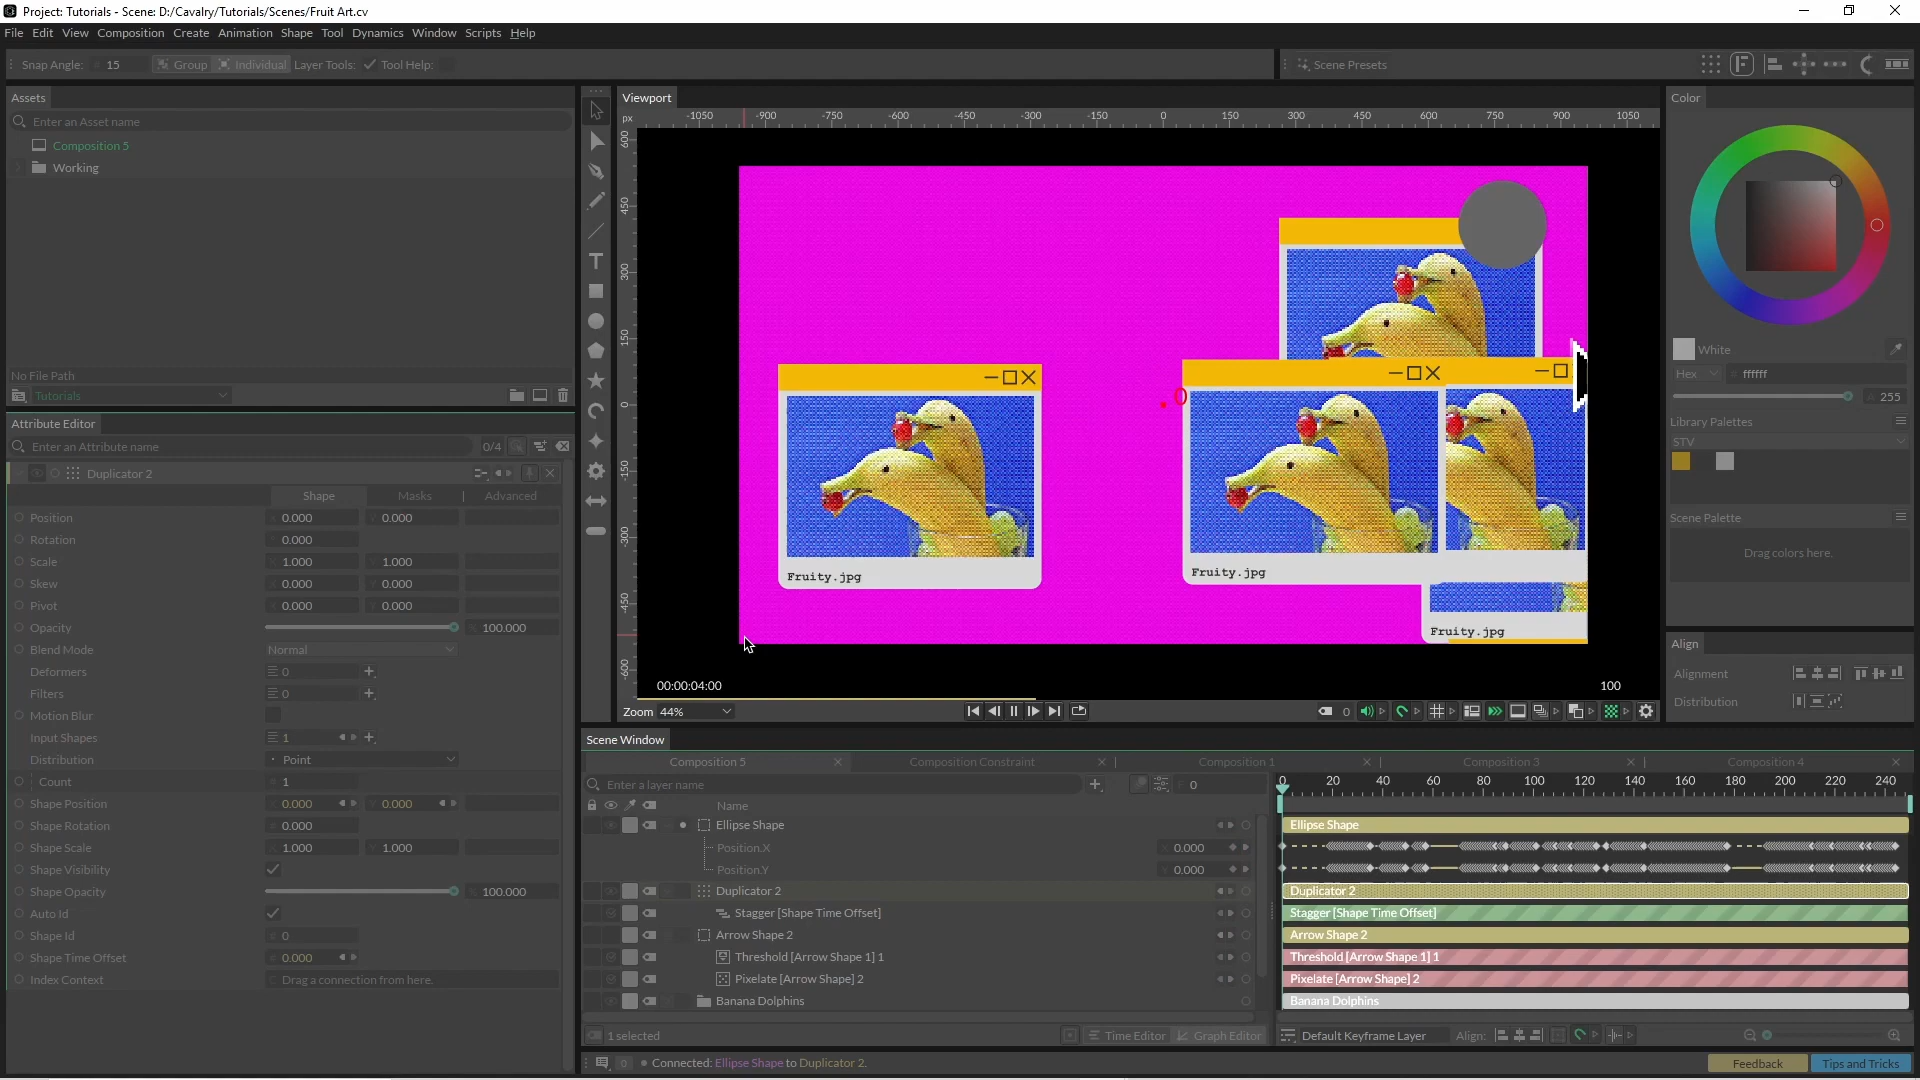 Project: Tutorials - Scene: D:/Cavalry/Tutorials/Scenes/Fruit Art.cv
File Edit View Composition Create Animation Shape Tool Dynamics Window Scripts Help
Snap Angle: 15 Group Individual Layer Tools: Tool Help:
Scene Presets
Assets
Enter an Asset name
Composition 5
Working
No File Path
Tutorials
Attribute Editor
Enter an Attribute name 0/4
Duplicator 2
Shape Masks Advanced
Position 0.000 0.000
Rotation 0.000
Scale 1.000 1.000
Skew 0.000 0.000
Pivot 0.000 0.000
Opacity 100.000
Blend Mode Normal
Deformers 0
Filters 0
Motion Blur
Input Shapes 1
Distribution Point
Count 1
Shape Position 0.000 0.000
Shape Rotation 0.000
Shape Scale 1.000 1.000
Shape Visibility
Shape Opacity 100.000
Auto Id
Shape Id 0
Shape Time Offset 0.000
Index Context Drag a connection from here.
Viewport
px -1050 -900 -750 -600 -450 -300 -150 0 150 300 450 600 750 900 1050
600
450
300
150
0
-150
-300
-450
-600
0
Fruity.jpg
Fruity.jpg
Fruity.jpg
00:00:04:00 100
Zoom 44% 0
Color
White
Hex # ffffff
255
Library Palettes
STV
Scene Palette
Drag colors here.
Align
Alignment
Distribution
Scene Window
Composition 5 Composition Constraint Composition 1 Composition 3 Composition 4
Enter a layer name F 0
0 20 40 60 80 100 120 140 160 180 200 220 240
Name
Ellipse Shape
Position.X 0.000
Position.Y 0.000
Duplicator 2
Stagger [Shape Time Offset]
Arrow Shape 2
Threshold [Arrow Shape 1] 1
Pixelate [Arrow Shape] 2
Banana Dolphins
Ellipse Shape
Duplicator 2
Stagger [Shape Time Offset]
Arrow Shape 2
Threshold [Arrow Shape 1] 1
Pixelate [Arrow Shape] 2
Banana Dolphins
1 selected Time Editor Graph Editor
Default Keyframe Layer Align:
0 Connected: Ellipse Shape to Duplicator 2.
Feedback Tips and Tricks